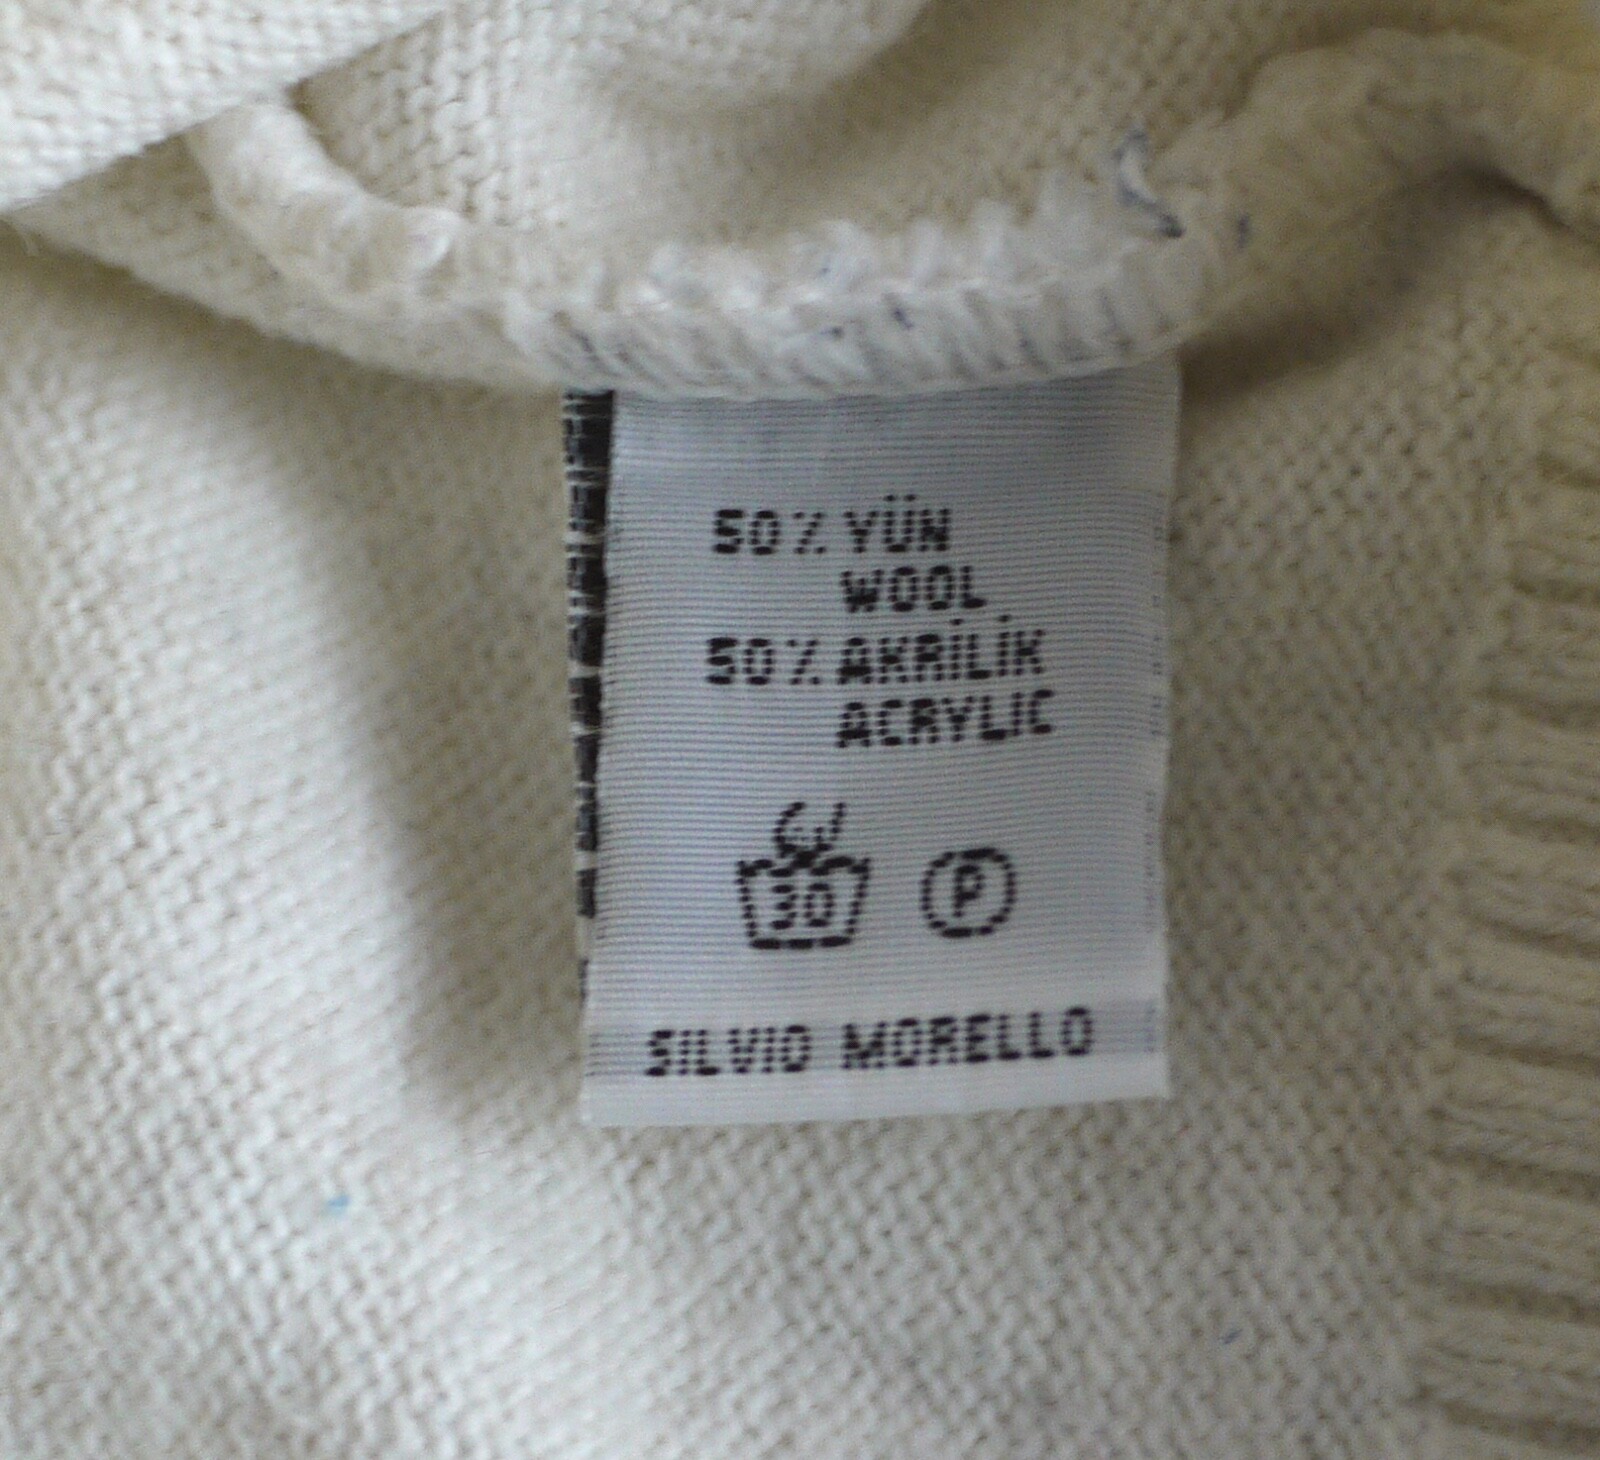 50% YÜN
WOOL
50% AKRİLİK
ACRYLIC
30 P
SILVIO MORELLO